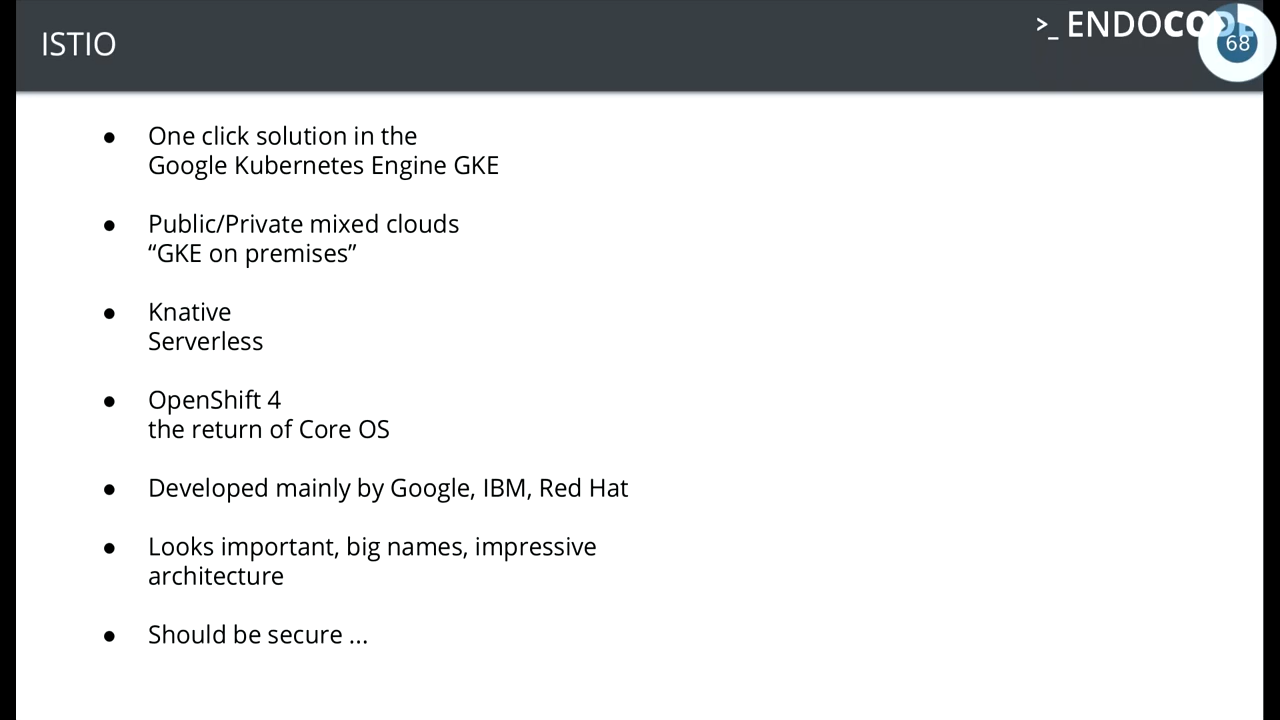 ISTIO
>_ ENDOCODE
68
● One click solution in the
Google Kubernetes Engine GKE
● Public/Private mixed clouds
“GKE on premises”
● Knative
Serverless
● OpenShift 4
the return of Core OS
● Developed mainly by Google, IBM, Red Hat
● Looks important, big names, impressive
architecture
● Should be secure ...